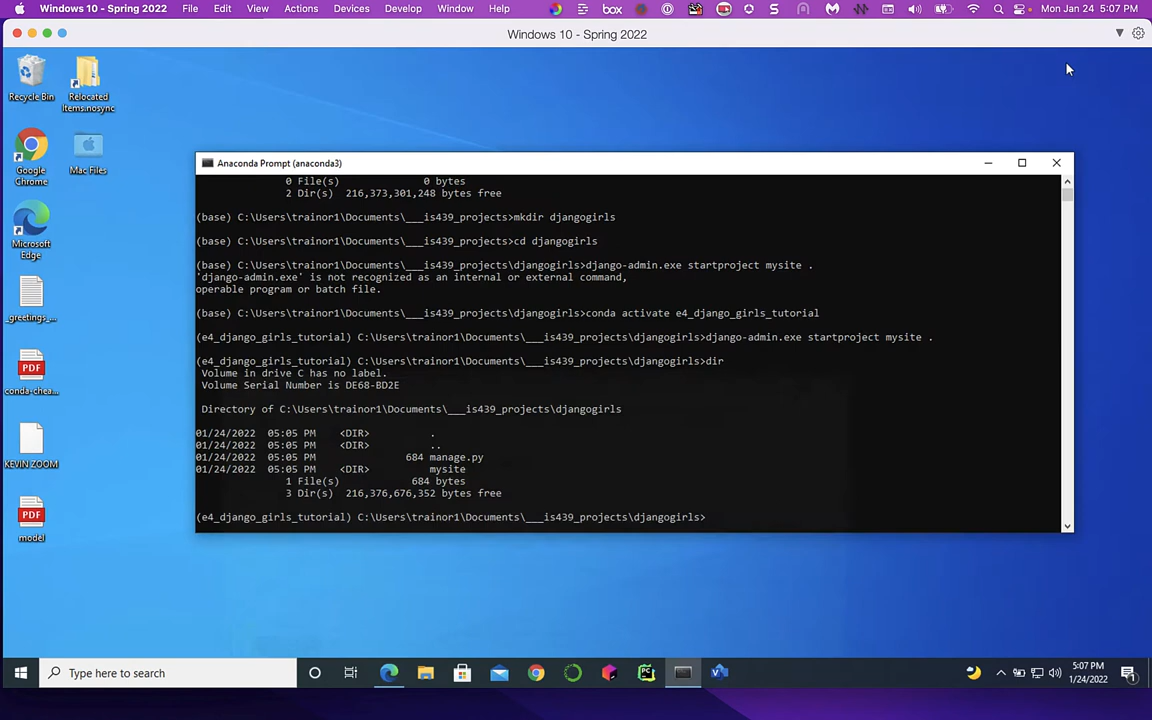 Windows 10 - Spring 2022 File Edit View Actions Devices Develop Window Help box Mon Jan 24 5:07 PM
Windows 10 - Spring 2022
Recycle Bin
Relocated Items.nosync
Google Chrome
Mac Files
Microsoft Edge
_greetings_...
PDF
conda-chea...
KEVIN ZOOM
PDF
model
Anaconda Prompt (anaconda3)
0 File(s) 0 bytes
2 Dir(s) 216,373,301,248 bytes free
(base) C:\Users\trainor1\Documents\___is439_projects>mkdir djangogirls
(base) C:\Users\trainor1\Documents\___is439_projects>cd djangogirls
(base) C:\Users\trainor1\Documents\___is439_projects\djangogirls>django-admin.exe startproject mysite .
'django-admin.exe' is not recognized as an internal or external command,
operable program or batch file.
(base) C:\Users\trainor1\Documents\___is439_projects\djangogirls>conda activate e4_django_girls_tutorial
(e4_django_girls_tutorial) C:\Users\trainor1\Documents\___is439_projects\djangogirls>django-admin.exe startproject mysite .
(e4_django_girls_tutorial) C:\Users\trainor1\Documents\___is439_projects\djangogirls>dir
Volume in drive C has no label.
Volume Serial Number is DE68-BD2E
Directory of C:\Users\trainor1\Documents\___is439_projects\djangogirls
01/24/2022 05:05 PM <DIR> .
01/24/2022 05:05 PM <DIR> ..
01/24/2022 05:05 PM 684 manage.py
01/24/2022 05:05 PM <DIR> mysite
1 File(s) 684 bytes
3 Dir(s) 216,376,676,352 bytes free
(e4_django_girls_tutorial) C:\Users\trainor1\Documents\___is439_projects\djangogirls>
Type here to search
PC
5:07 PM
1/24/2022
1